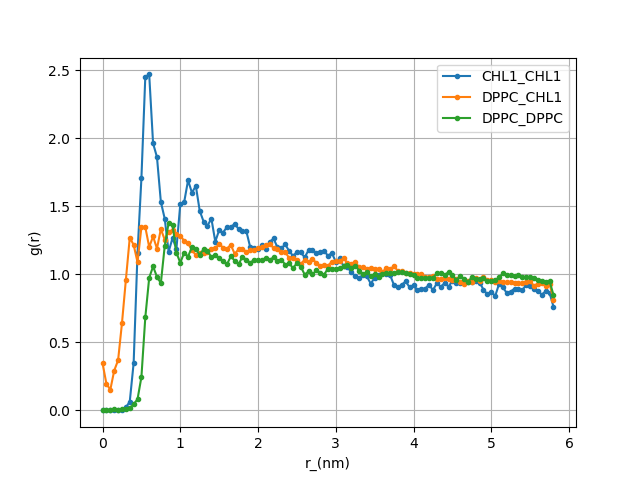 2.5
2.0
1.5
1.0
0.5
0.0
g(r)
CHL1_CHL1
DPPC_CHL1
DPPC_DPPC
0 1 2 3 4 5 6
r_(nm)